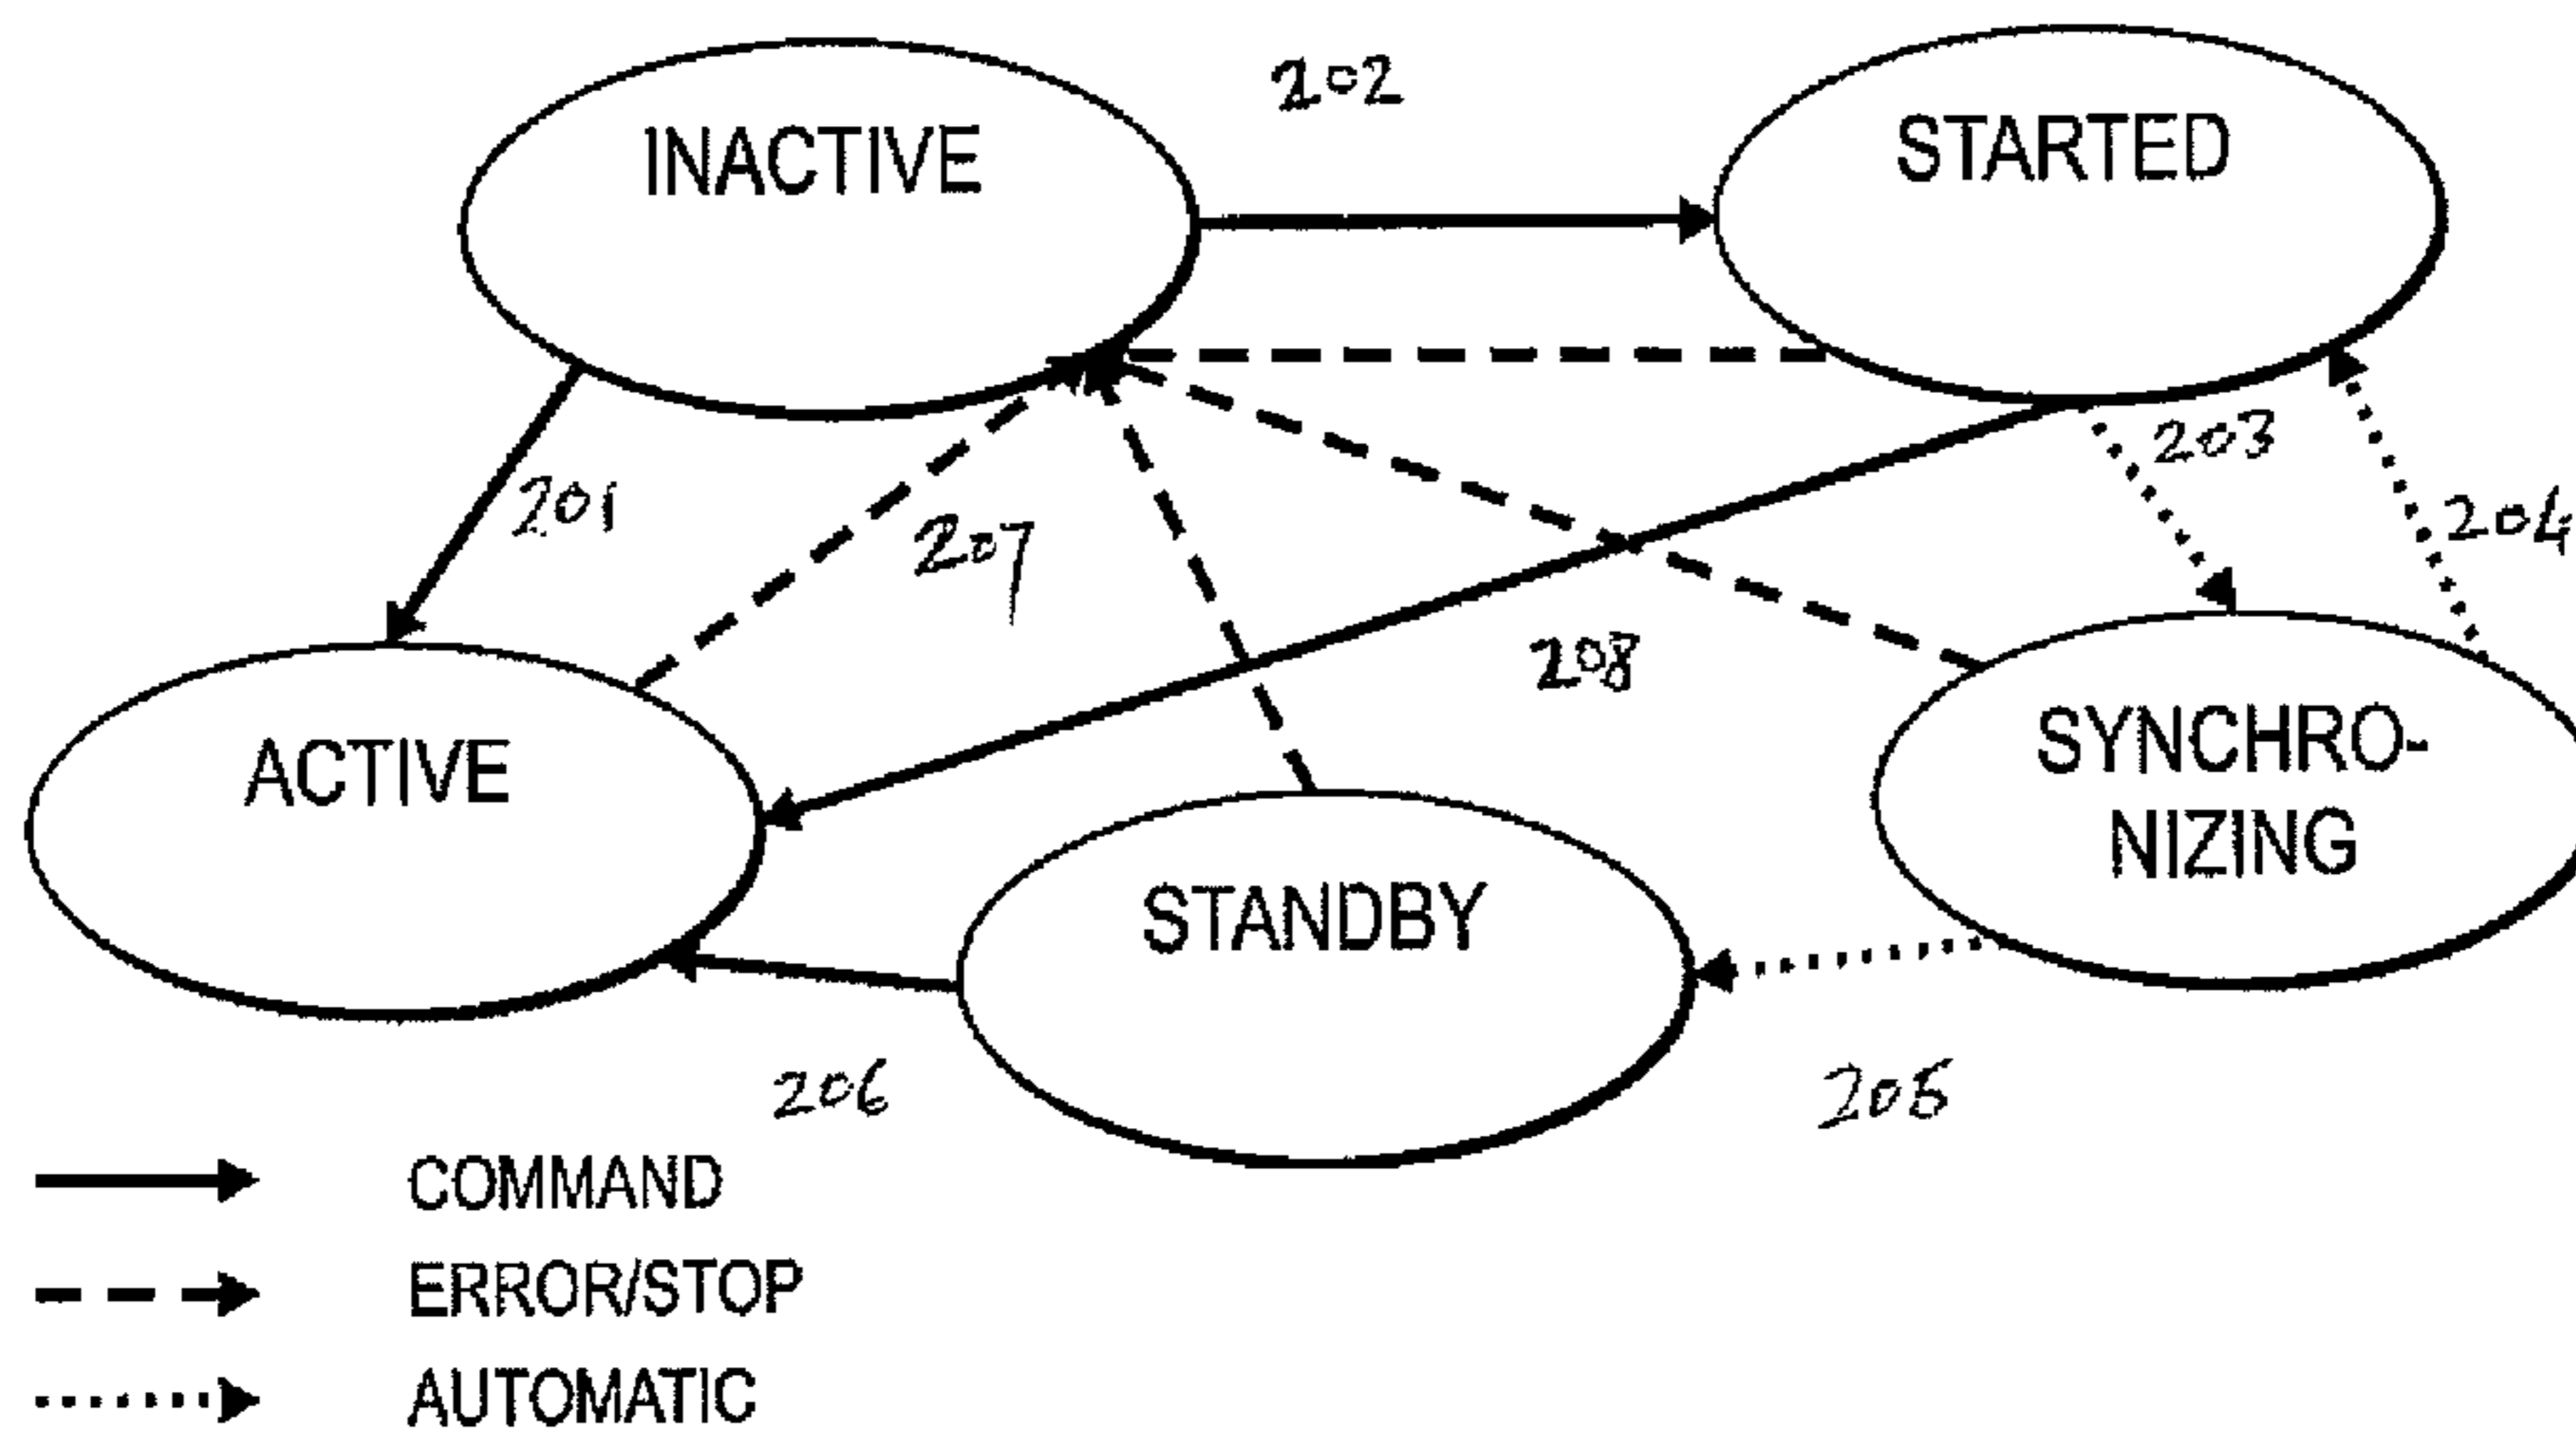 INACTIVE
202
STARTED
201
207
203
204
208
ACTIVE
STANDBY
SYNCHRO-
NIZING
206
205
COMMAND
ERROR/STOP
AUTOMATIC